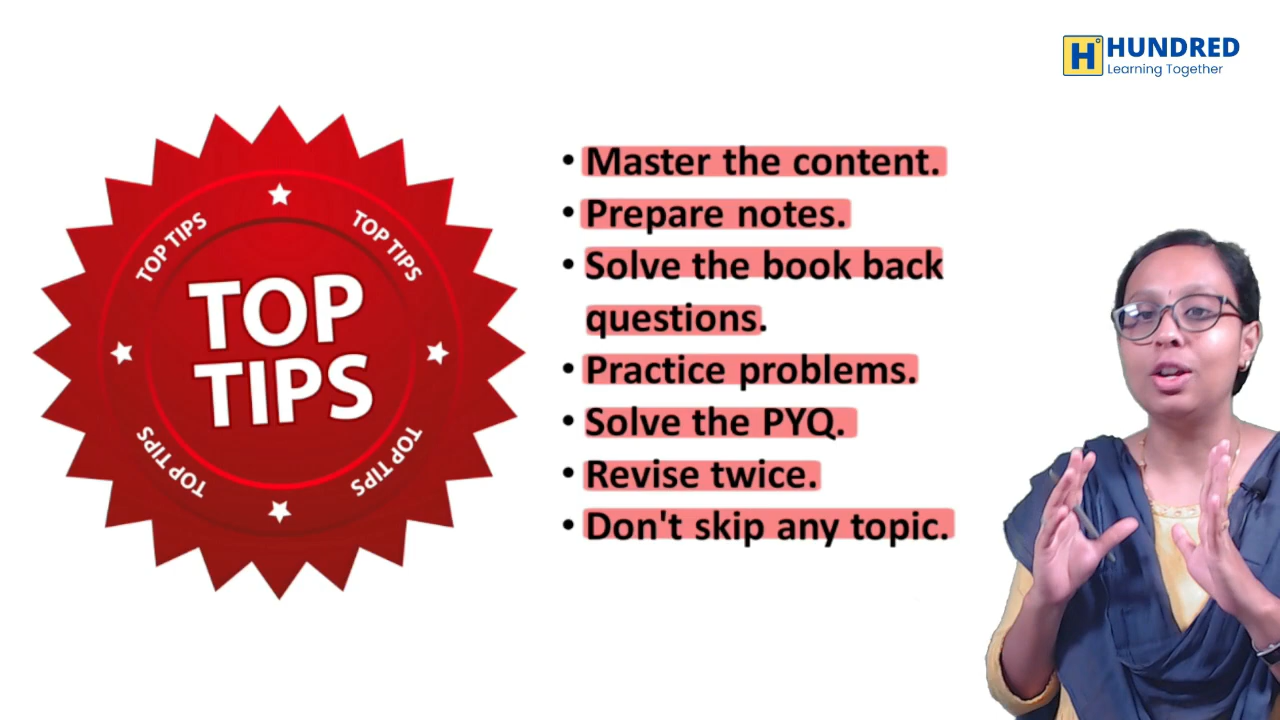 H HUNDRED
Learning Together
TOP TIPS
TOP TIPS
TOP
TIPS
TOP TIPS
TOP TIPS
• Master the content.
• Prepare notes.
• Solve the book back
questions.
• Practice problems.
• Solve the PYQ.
• Revise twice.
• Don't skip any topic.